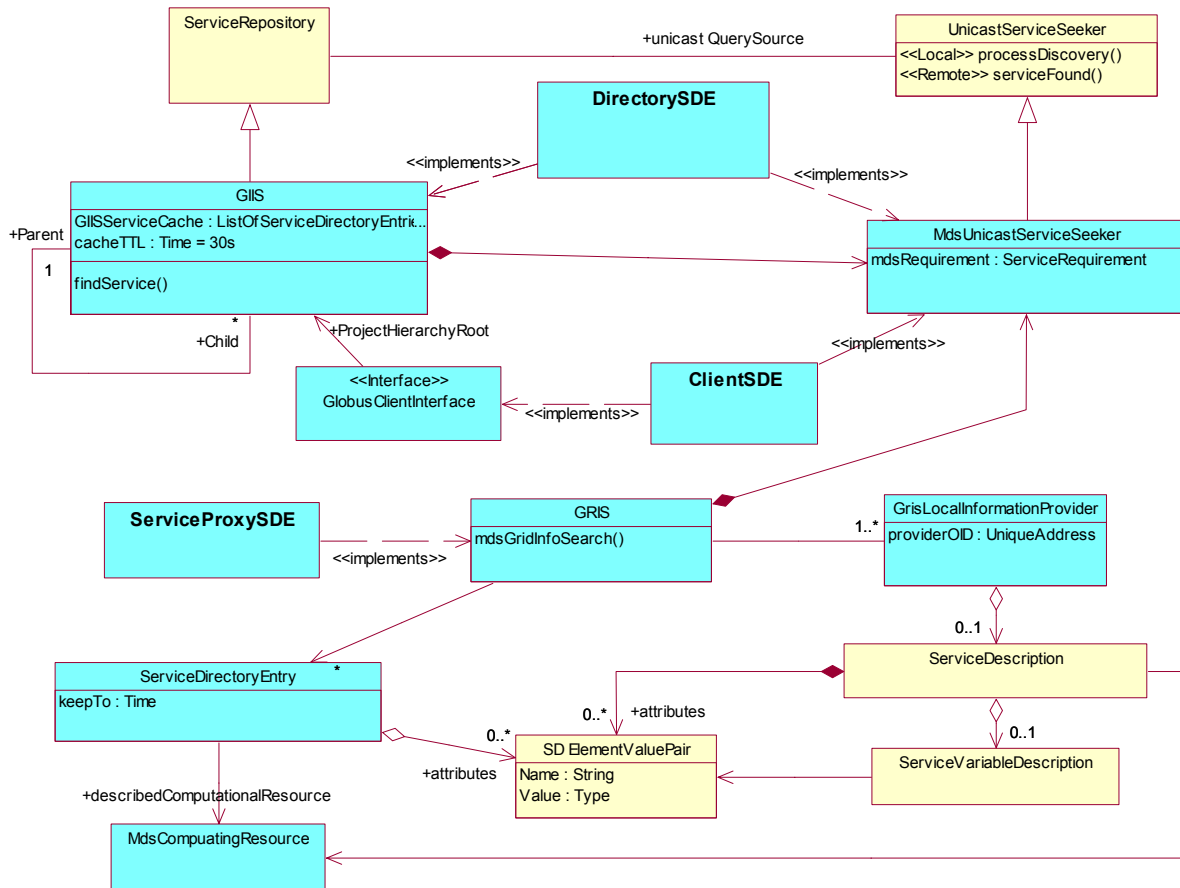 ServiceRepository
UnicastServiceSeeker
<<Local>> processDiscovery()
<<Remote>> serviceFound()
+unicast QuerySource
DirectorySDE
<<implements>>
<<implements>>
GIIS
GIISServiceCache : ListOfServiceDirectoryEntrie...
cacheTTL : Time = 30s
findService()
+Parent
1
*
+Child
MdsUnicastServiceSeeker
mdsRequirement : ServiceRequirement
+ProjectHierarchyRoot
<<implements>>
<<Interface>>
GlobusClientInterface
ClientSDE
<<implements>>
ServiceProxySDE
<<implements>>
GRIS
mdsGridInfoSearch()
1..*
GrisLocalInformationProvider
providerOID : UniqueAddress
0..1
ServiceDescription
ServiceDirectoryEntry
keepTo : Time
*
0..*
+attributes
0..*
+attributes
0..1
SD ElementValuePair
Name : String
Value : Type
ServiceVariableDescription
+describedComputationalResource
MdsCompuatingResource